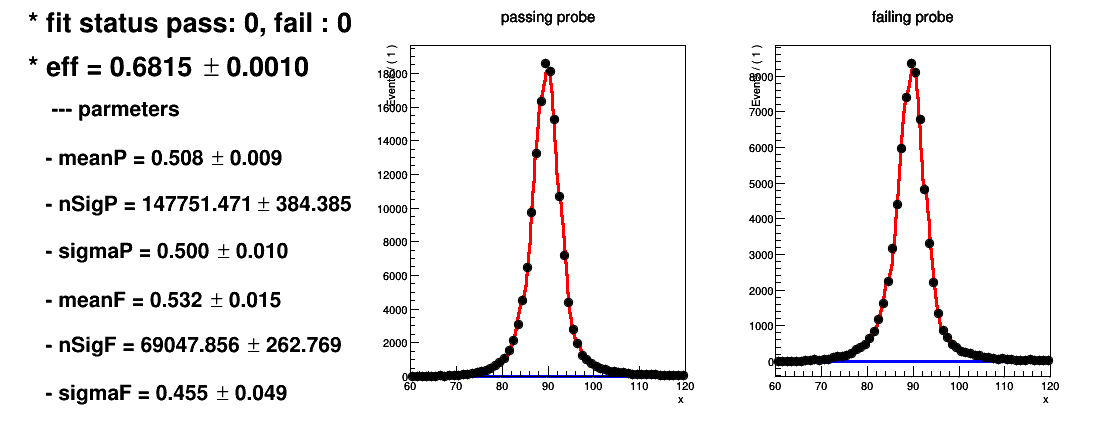 * fit status pass: 0, fail : 0
* eff = 0.6815 ± 0.0010
--- parmeters
- meanP = 0.508 ± 0.009
- nSigP = 147751.471 ± 384.385
- sigmaP = 0.500 ± 0.010
- meanF = 0.532 ± 0.015
- nSigF = 69047.856 ± 262.769
- sigmaF = 0.455 ± 0.049
passing probe
Events / ( 1 )
18000
16000
14000
12000
10000
8000
6000
4000
2000
0
60 70 80 90 100 110 120
x
failing probe
Events / ( 1 )
8000
7000
6000
5000
4000
3000
2000
1000
0
60 70 80 90 100 110 120
x